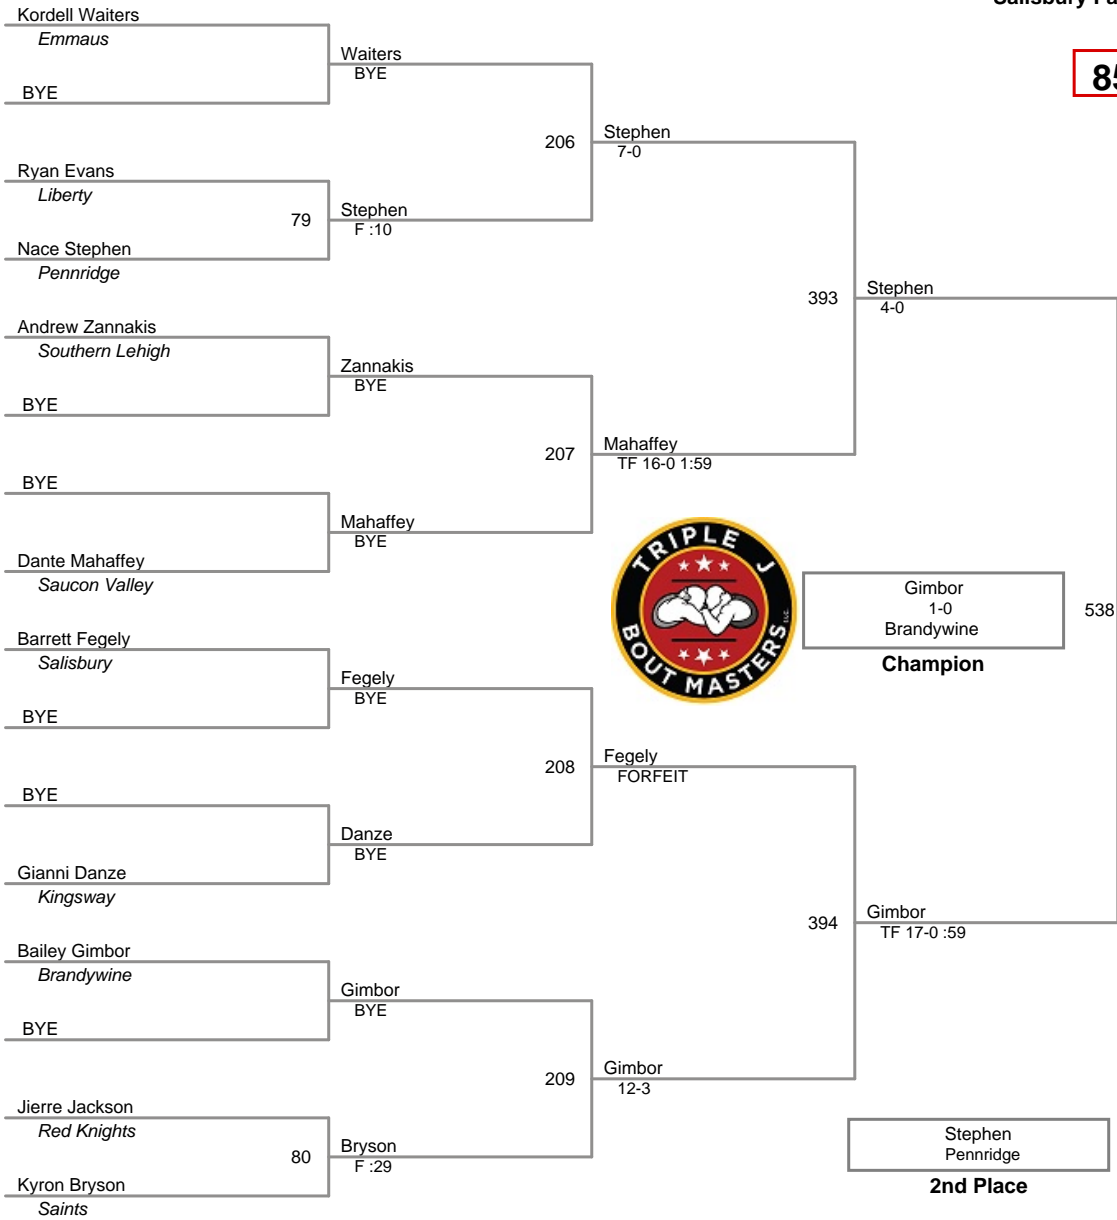 Kordell Waiters
Emmaus
BYE
Ryan Evans
Liberty
79
Nace Stephen
Pennridge
Andrew Zannakis
Southern Lehigh
BYE
BYE
Dante Mahaffey
Saucon Valley
Barrett Fegely
Salisbury
BYE
BYE
Gianni Danze
Kingsway
Bailey Gimbor
Brandywine
BYE
Jierre Jackson
Red Knights
80
Kyron Bryson
Saints
Waiters
BYE
206
Stephen
F :10
Zannakis
BYE
207
Mahaffey
BYE
Fegely
BYE
208
Danze
BYE
Gimbor
BYE
209
Bryson
F :29
Stephen
7-0
393
Mahaffey
TF 16-0 1:59
TRIPLE J
BOUT MASTERS
Fegely
FORFEIT
394
Gimbor
12-3
Stephen
4-0
Gimbor
1-0
Brandywine
538
Champion
Gimbor
TF 17-0 :59
Stephen
Pennridge
2nd Place